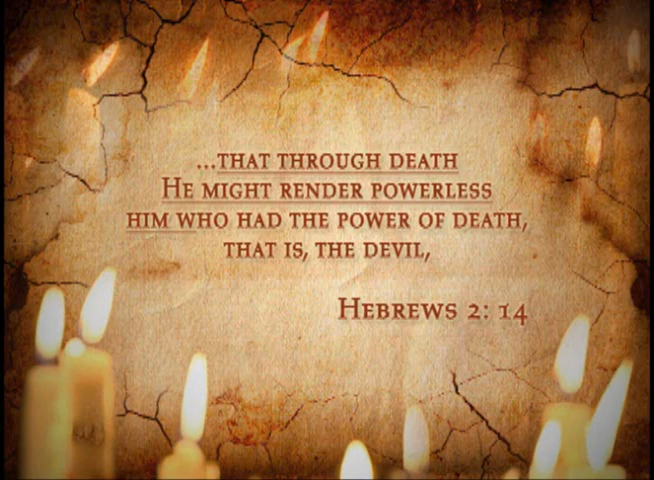 ...THAT THROUGH DEATH
HE MIGHT RENDER POWERLESS
HIM WHO HAD THE POWER OF DEATH,
THAT IS, THE DEVIL,
HEBREWS 2: 14